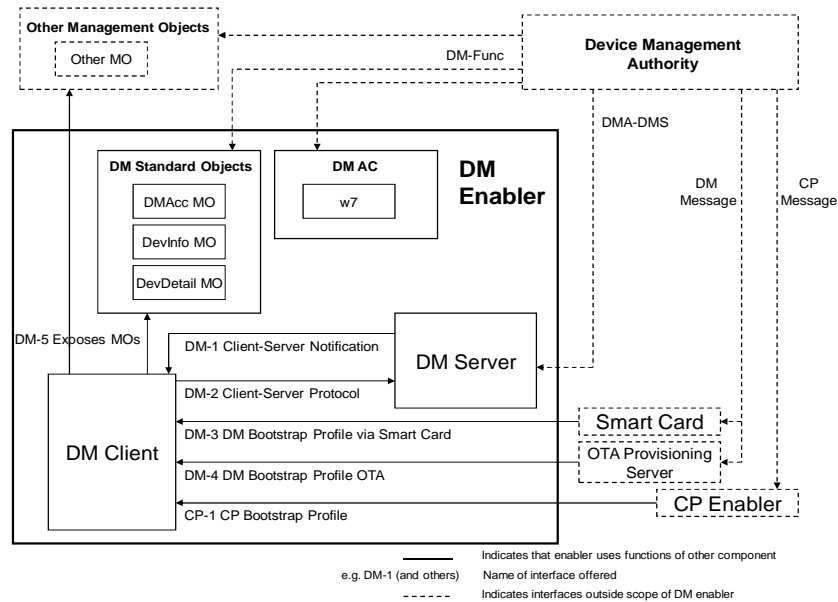 Other Management Objects
Other MO
Device Management
Authority
DM-Func
DMA-DMS
DM
Message
CP
Message
DM Standard Objects
DMAcc MO
DevInfo MO
DevDetail MO
DM AC
w7
DM
Enabler
DM-5 Exposes MOs
DM-1 Client-Server Notification
DM Server
DM-2 Client-Server Protocol
DM Client
DM-3 DM Bootstrap Profile via Smart Card
Smart Card
DM-4 DM Bootstrap Profile OTA
OTA Provisioning
Server
CP-1 CP Bootstrap Profile
CP Enabler
Indicates that enabler uses functions of other component
e.g. DM-1 (and others) Name of interface offered
Indicates interfaces outside scope of DM enabler